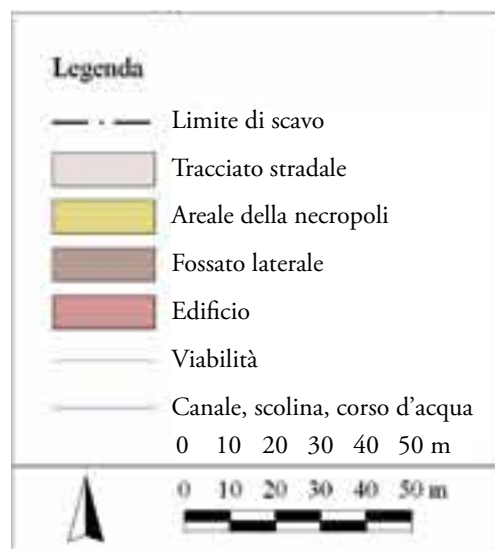 Legenda
Limite di scavo
Tracciato stradale
Areale della necropoli
Fossato laterale
Edificio
Viabilità
Canale, scolina, corso d'acqua
0 10 20 30 40 50 m
0 10 20 30 40 50 m